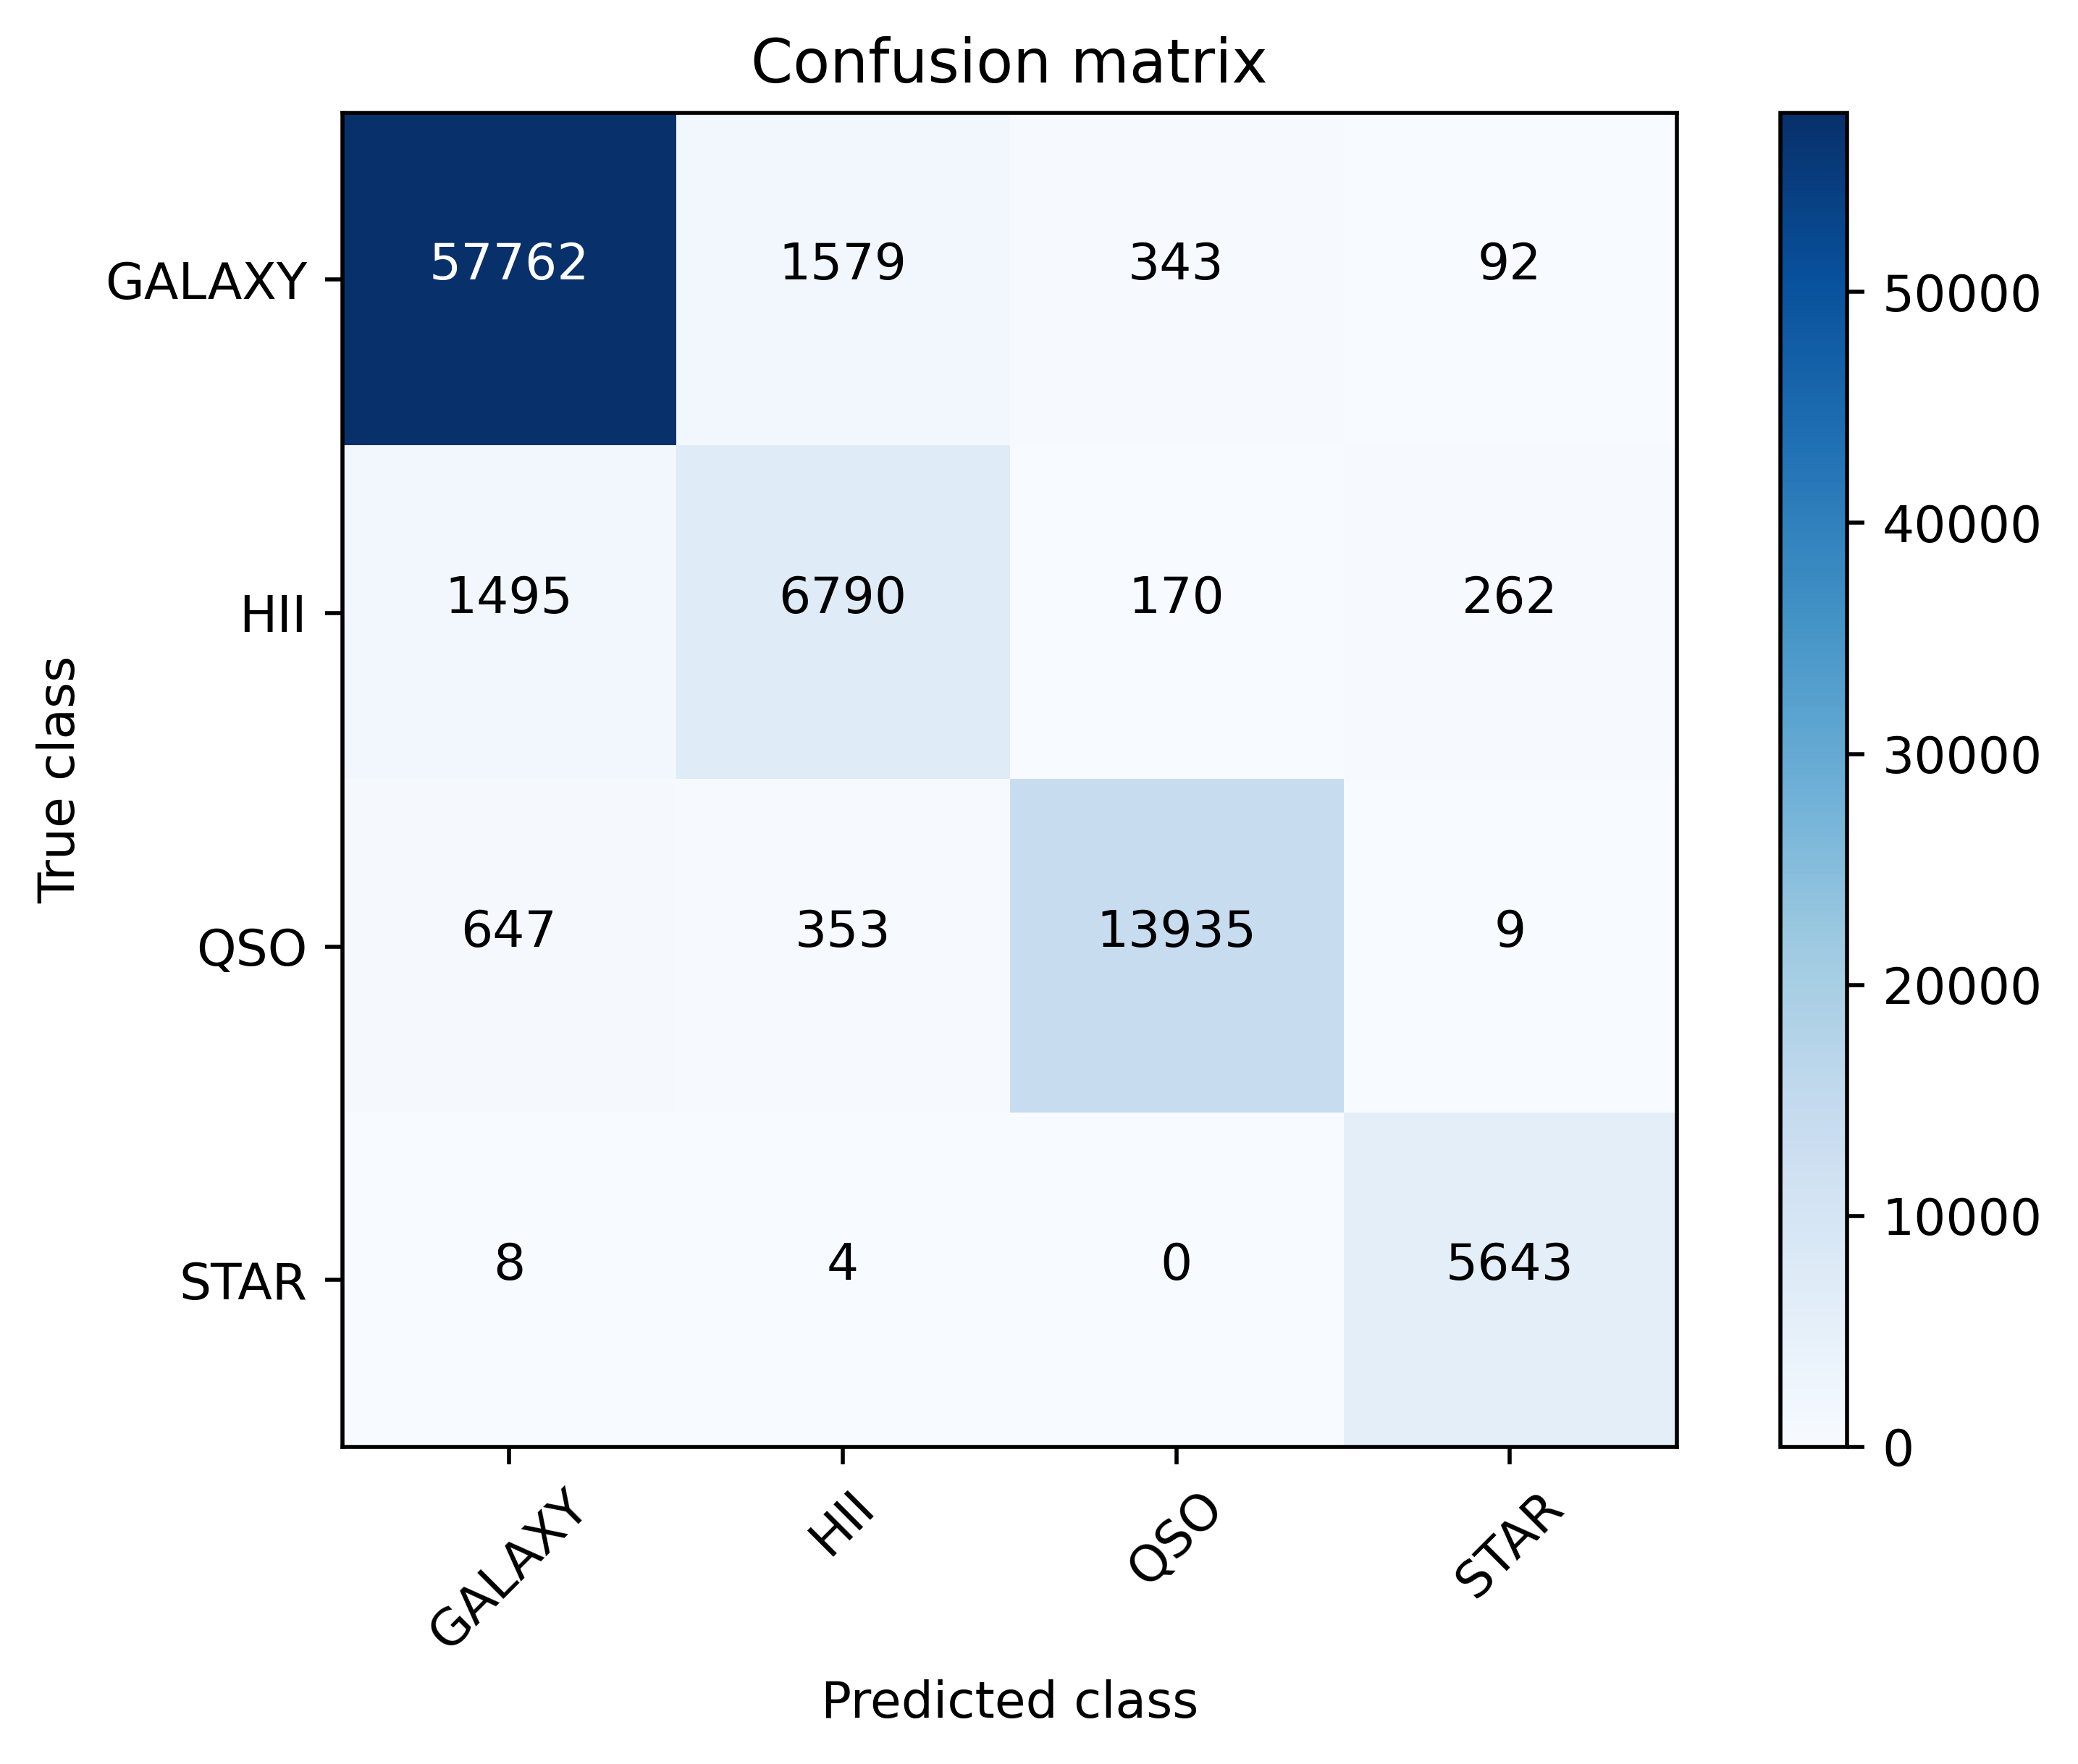 Confusion matrix
GALAXY 57762 1579 343 92
HII 1495 6790 170 262
QSO 647 353 13935 9
STAR 8 4 0 5643
GALAXY HII QSO STAR
True class
Predicted class
50000
40000
30000
20000
10000
0